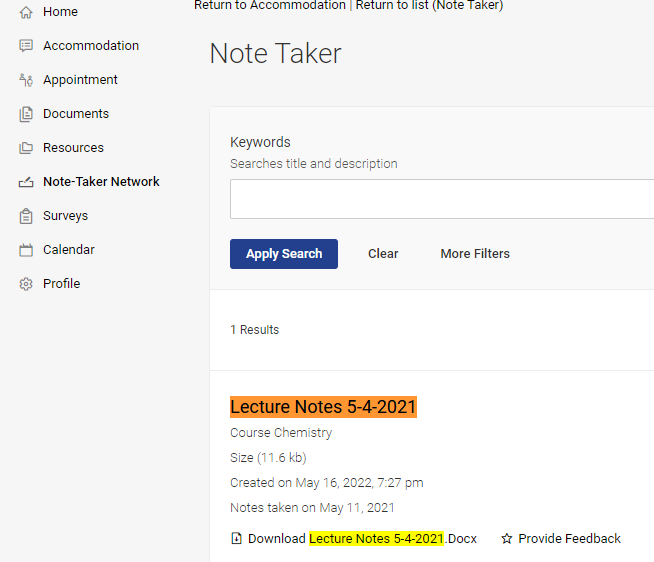 Return to Accommodation | Return to list (Note Taker)
Home
Accommodation
Appointment
Documents
Resources
Note-Taker Network
Surveys
Calendar
Profile
Note Taker
Keywords
Searches title and description
Apply Search Clear More Filters
1 Results
Lecture Notes 5-4-2021
Course Chemistry
Size (11.6 kb)
Created on May 16, 2022, 7:27 pm
Notes taken on May 11, 2021
Download Lecture Notes 5-4-2021.Docx Provide Feedback